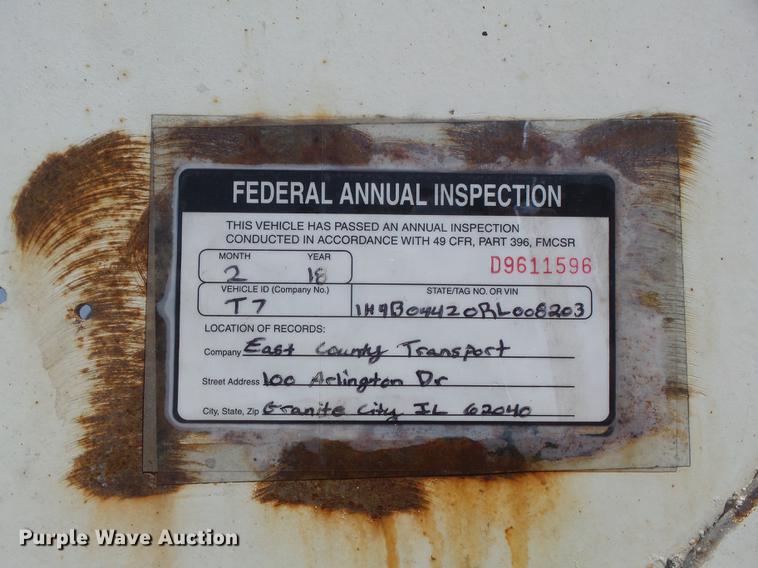 FEDERAL ANNUAL INSPECTION
THIS VEHICLE HAS PASSED AN ANNUAL INSPECTION
CONDUCTED IN ACCORDANCE WITH 49 CFR, PART 396, FMCSR
MONTH YEAR
2 18
D9611596
VEHICLE ID (Company No.) STATE/TAG NO. OR VIN
T7 1H9B04420RL008203
LOCATION OF RECORDS:
Company East County Transport
Street Address 100 Arlington Dr
City, State, Zip Granite City IL 62040
Purple Wave Auction